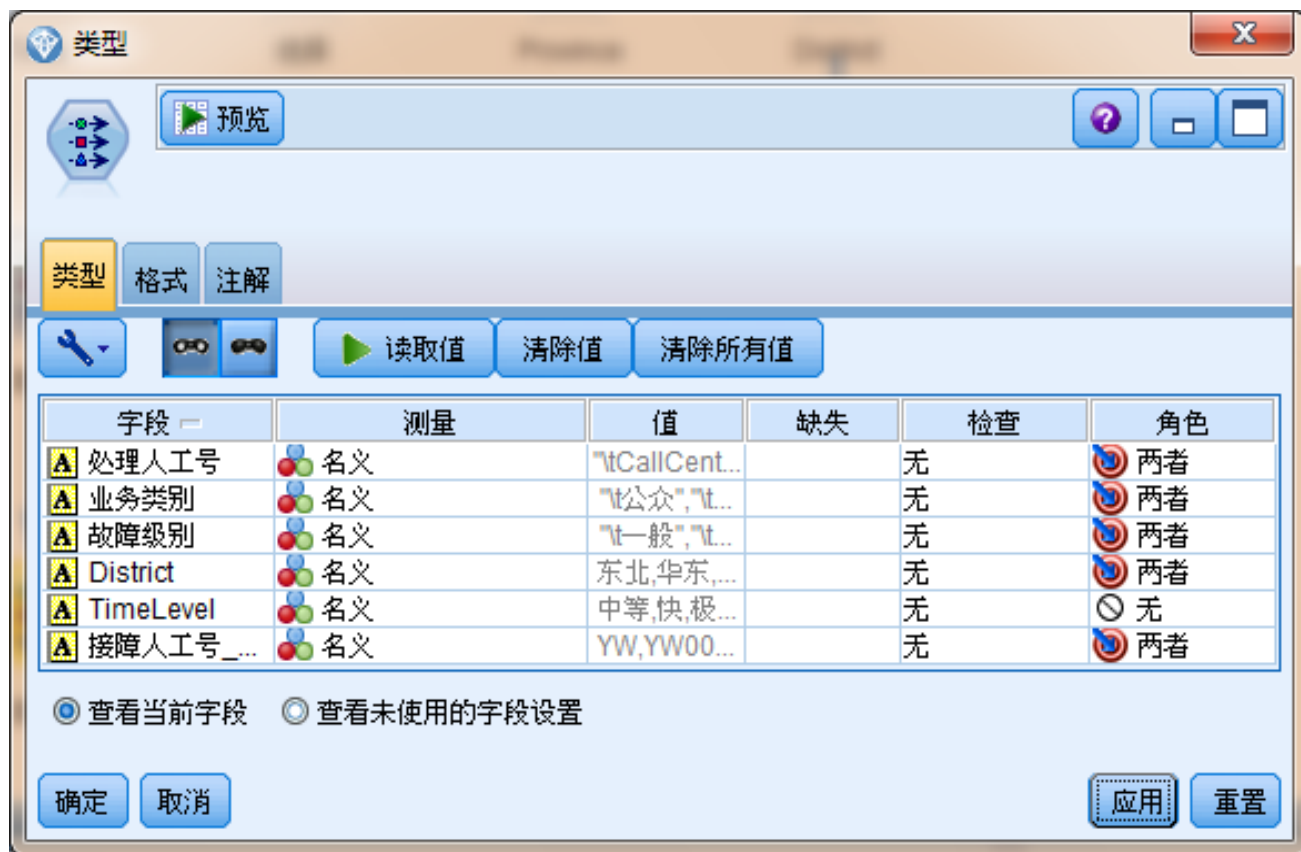 类型
预览
类型 格式 注解
读取值 清除值 清除所有值
字段 测量 值 缺失 检查 角色
A 处理人工号 名义 "\tCallCent... 无 两者
A 业务类别 名义 "\t公众","\t... 无 两者
A 故障级别 名义 "\t一般","\t... 无 两者
A District 名义 东北,华东,... 无 两者
A TimeLevel 名义 中等,快,极... 无 无
A 接障人工号_... 名义 YW,YW00... 无 两者
查看当前字段 查看未使用的字段设置
确定 取消 应用 重置